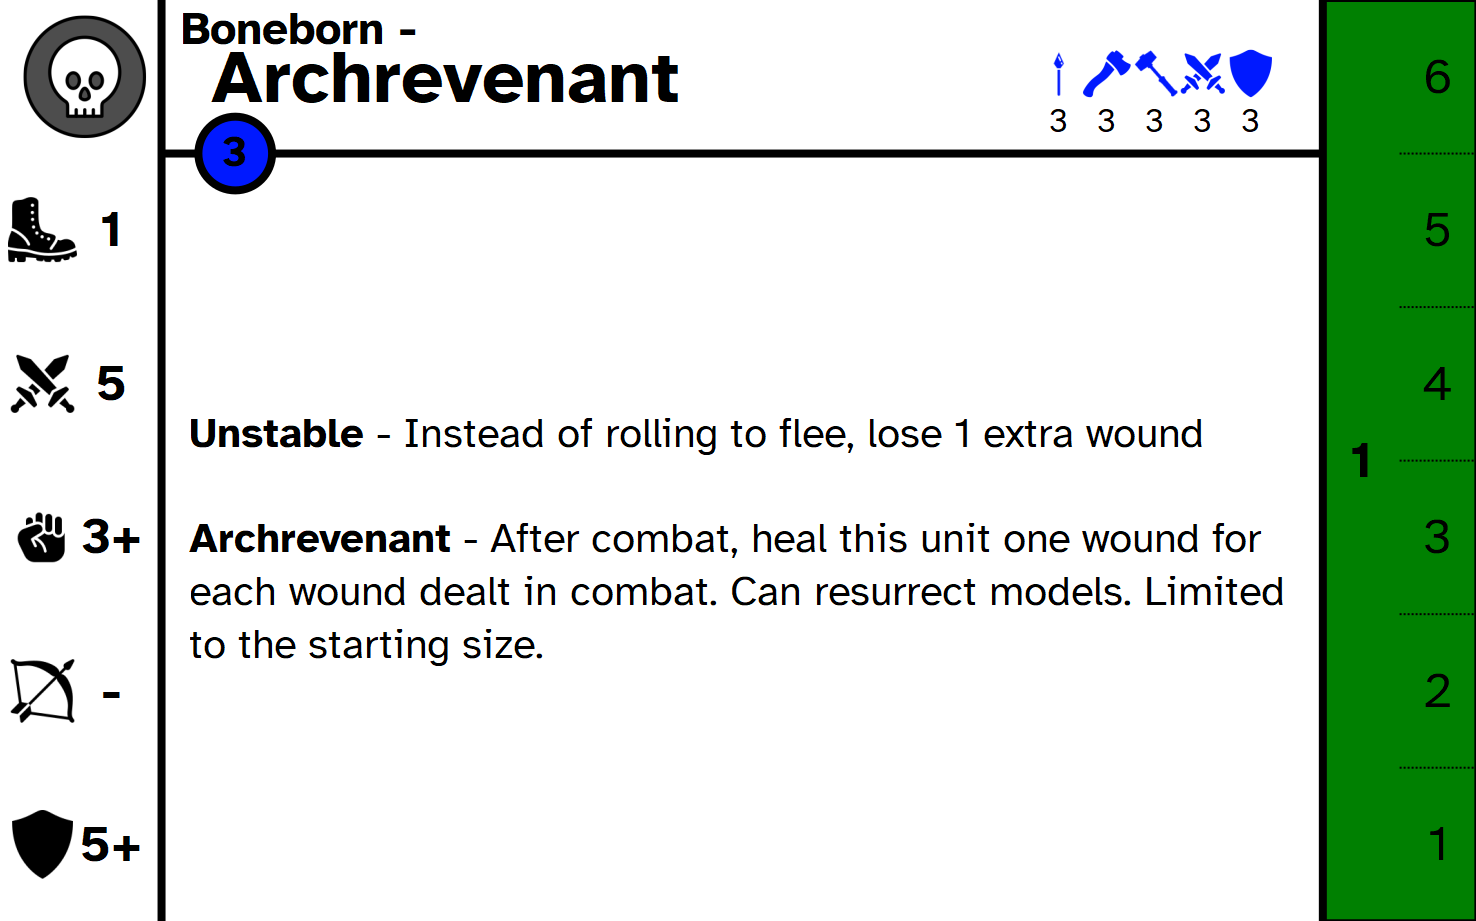 Boneborn -
Archrevenant
3 3 3 3 3
3
1
5
3+
-
5+
Unstable - Instead of rolling to flee, lose 1 extra wound
Archrevenant - After combat, heal this unit one wound for
each wound dealt in combat. Can resurrect models. Limited
to the starting size.
6
5
4
1
3
2
1